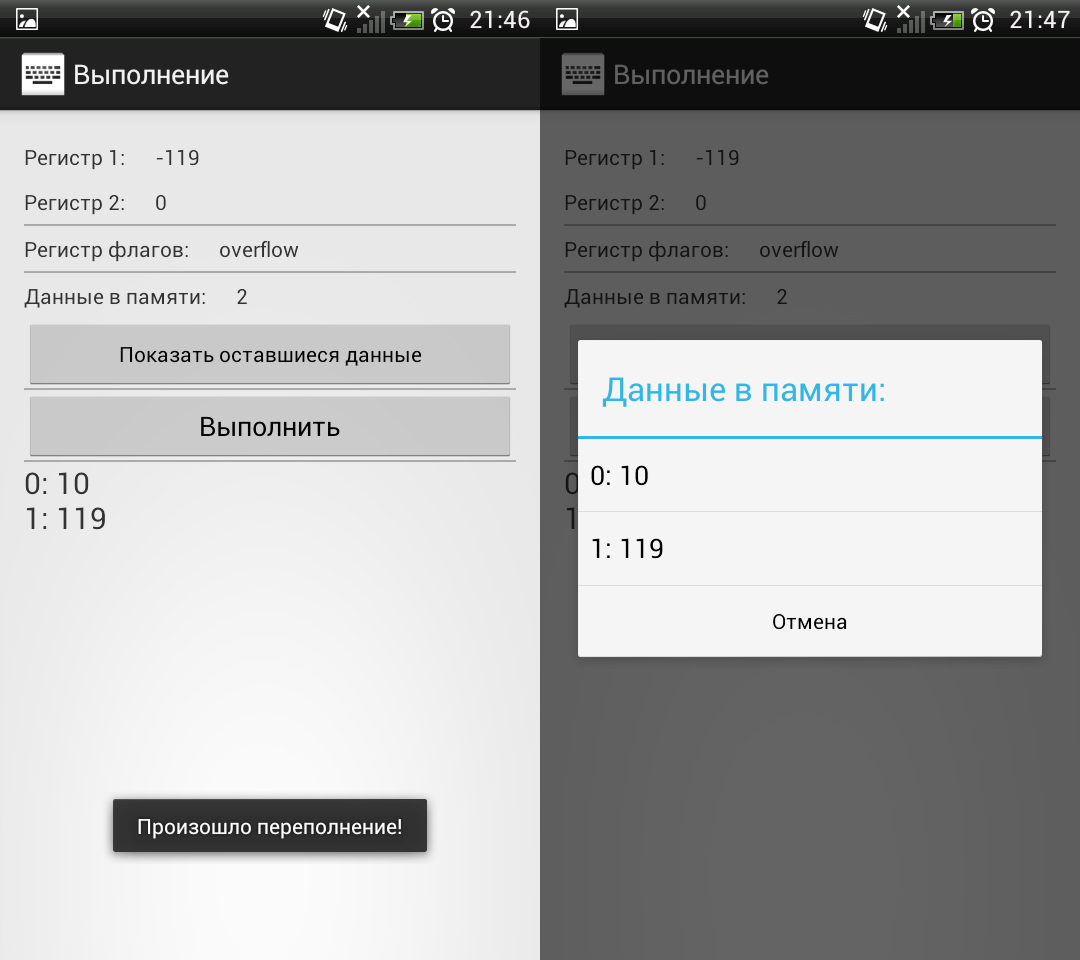 21:46
Выполнение
Регистр 1: -119
Регистр 2: 0
Регистр флагов: overflow
Данные в памяти: 2
Показать оставшиеся данные
Выполнить
0: 10
1: 119
Произошло переполнение!
21:47
Выполнение
Регистр 1: -119
Регистр 2: 0
Регистр флагов: overflow
Данные в памяти: 2
0
1
Данные в памяти:
0: 10
1: 119
Отмена